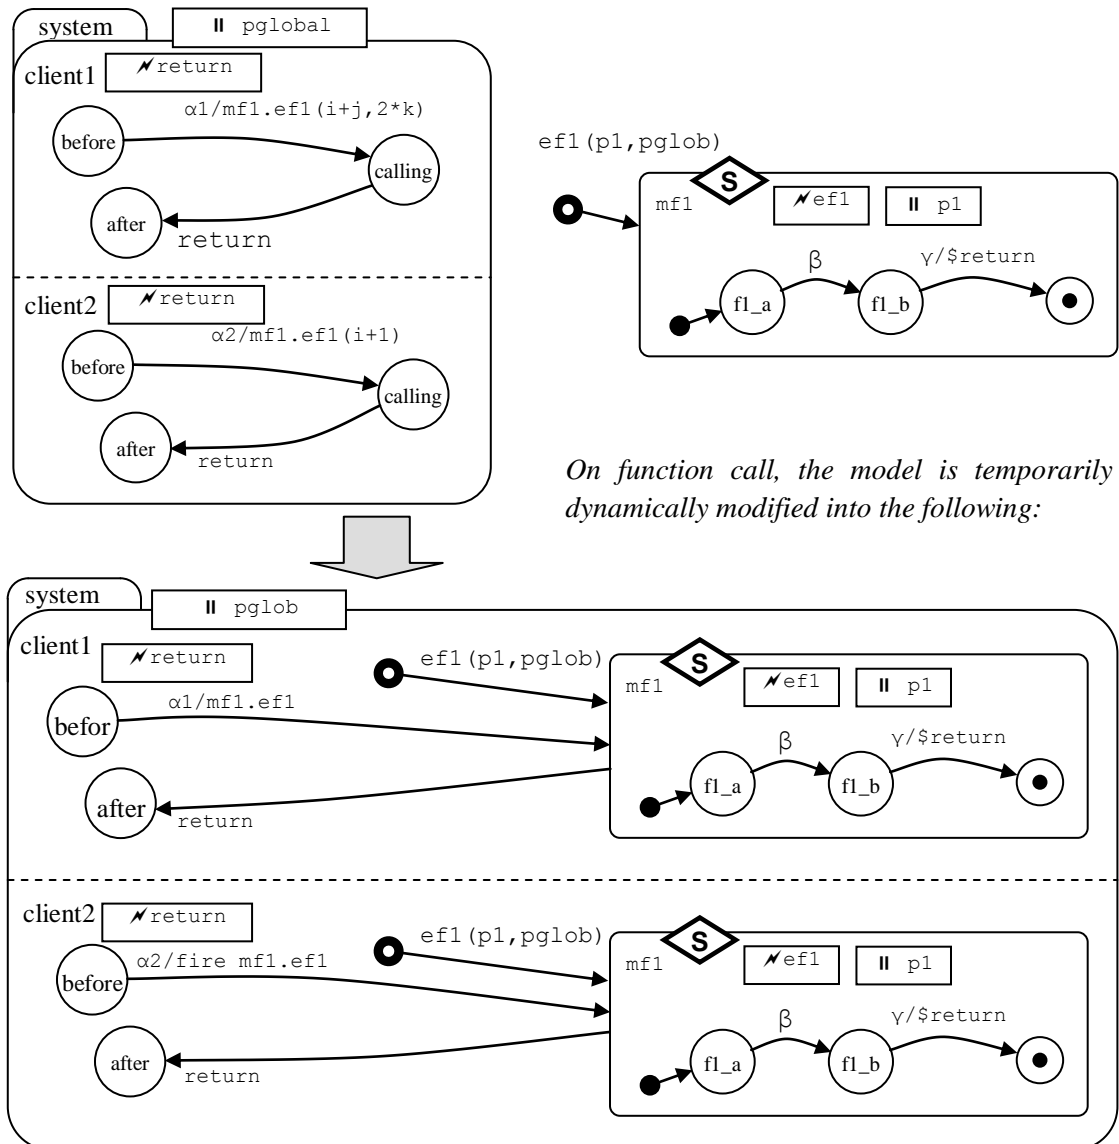 system
pglobal
client1
return
α1/mf1.ef1(i+j,2*k)
before
calling
after
return
client2
return
α2/mf1.ef1(i+1)
before
calling
after
return
ef1(p1,pglob)
S
mf1
ef1
p1
β
γ/$return
f1_a
f1_b
On function call, the model is temporarily
dynamically modified into the following:
system
pglob
client1
return
ef1(p1,pglob)
S
mf1
ef1
p1
α1/mf1.ef1
befor
β
γ/$return
f1_a
f1_b
after
return
client2
return
ef1(p1,pglob)
S
mf1
ef1
p1
α2/fire mf1.ef1
before
β
γ/$return
f1_a
f1_b
after
return